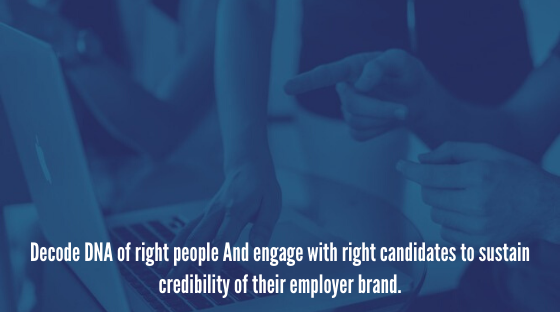 Decode DNA of right people And engage with right candidates to sustain
credibility of their employer brand.